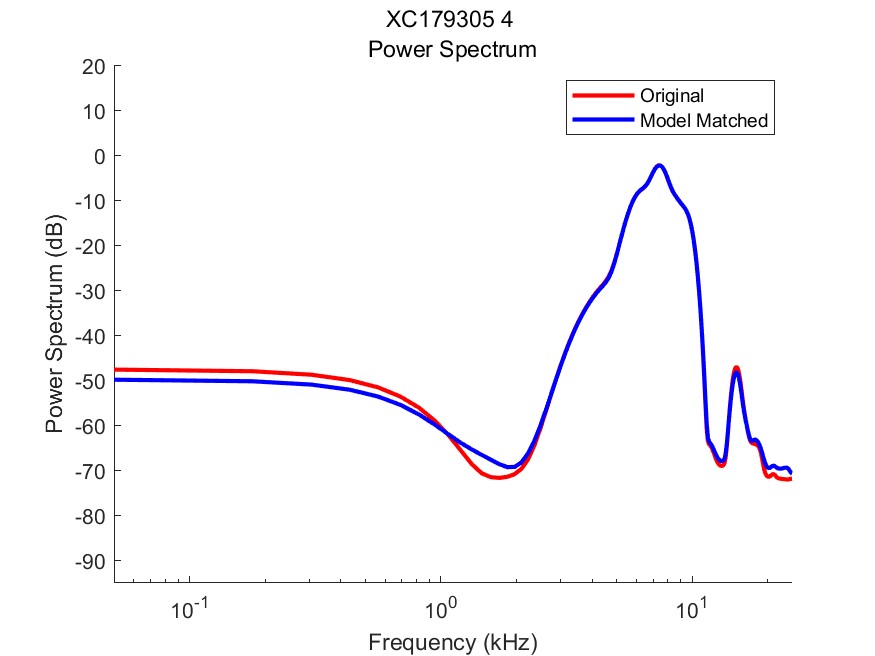 XC179305 4
Power Spectrum
Original
Model Matched
20
10
0
-10
-20
-30
-40
-50
-60
-70
-80
-90
Power Spectrum (dB)
10^-1
10^0
10^1
Frequency (kHz)